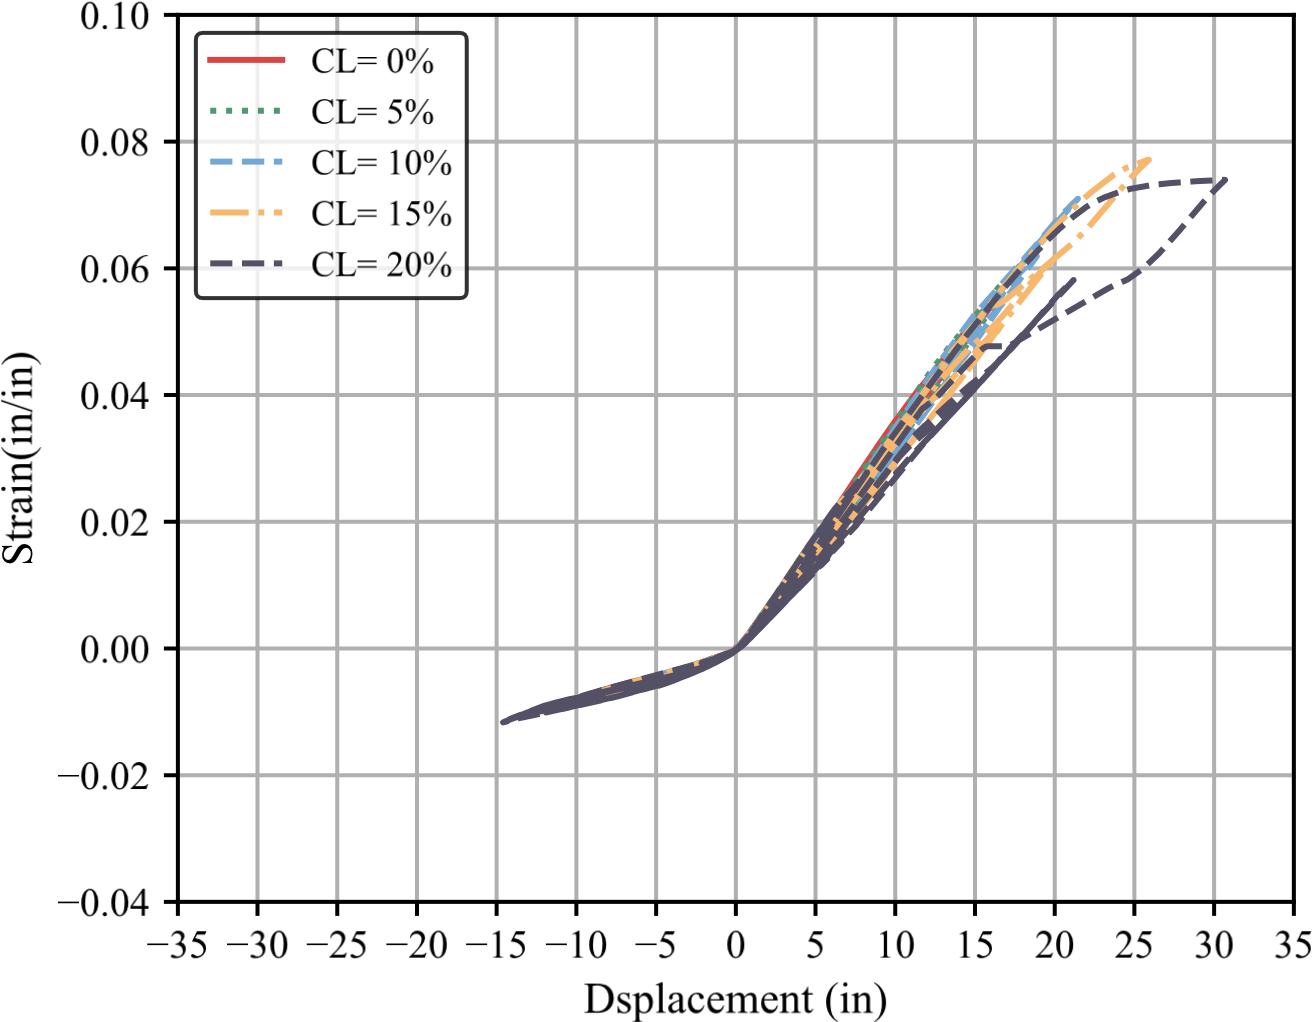 0.10
0.08
0.06
0.04
0.02
0.00
−0.02
−0.04
CL= 0%
CL= 5%
CL= 10%
CL= 15%
CL= 20%
Strain(in/in)
−35 −30 −25 −20 −15 −10 −5 0 5 10 15 20 25 30 35
Dsplacement (in)